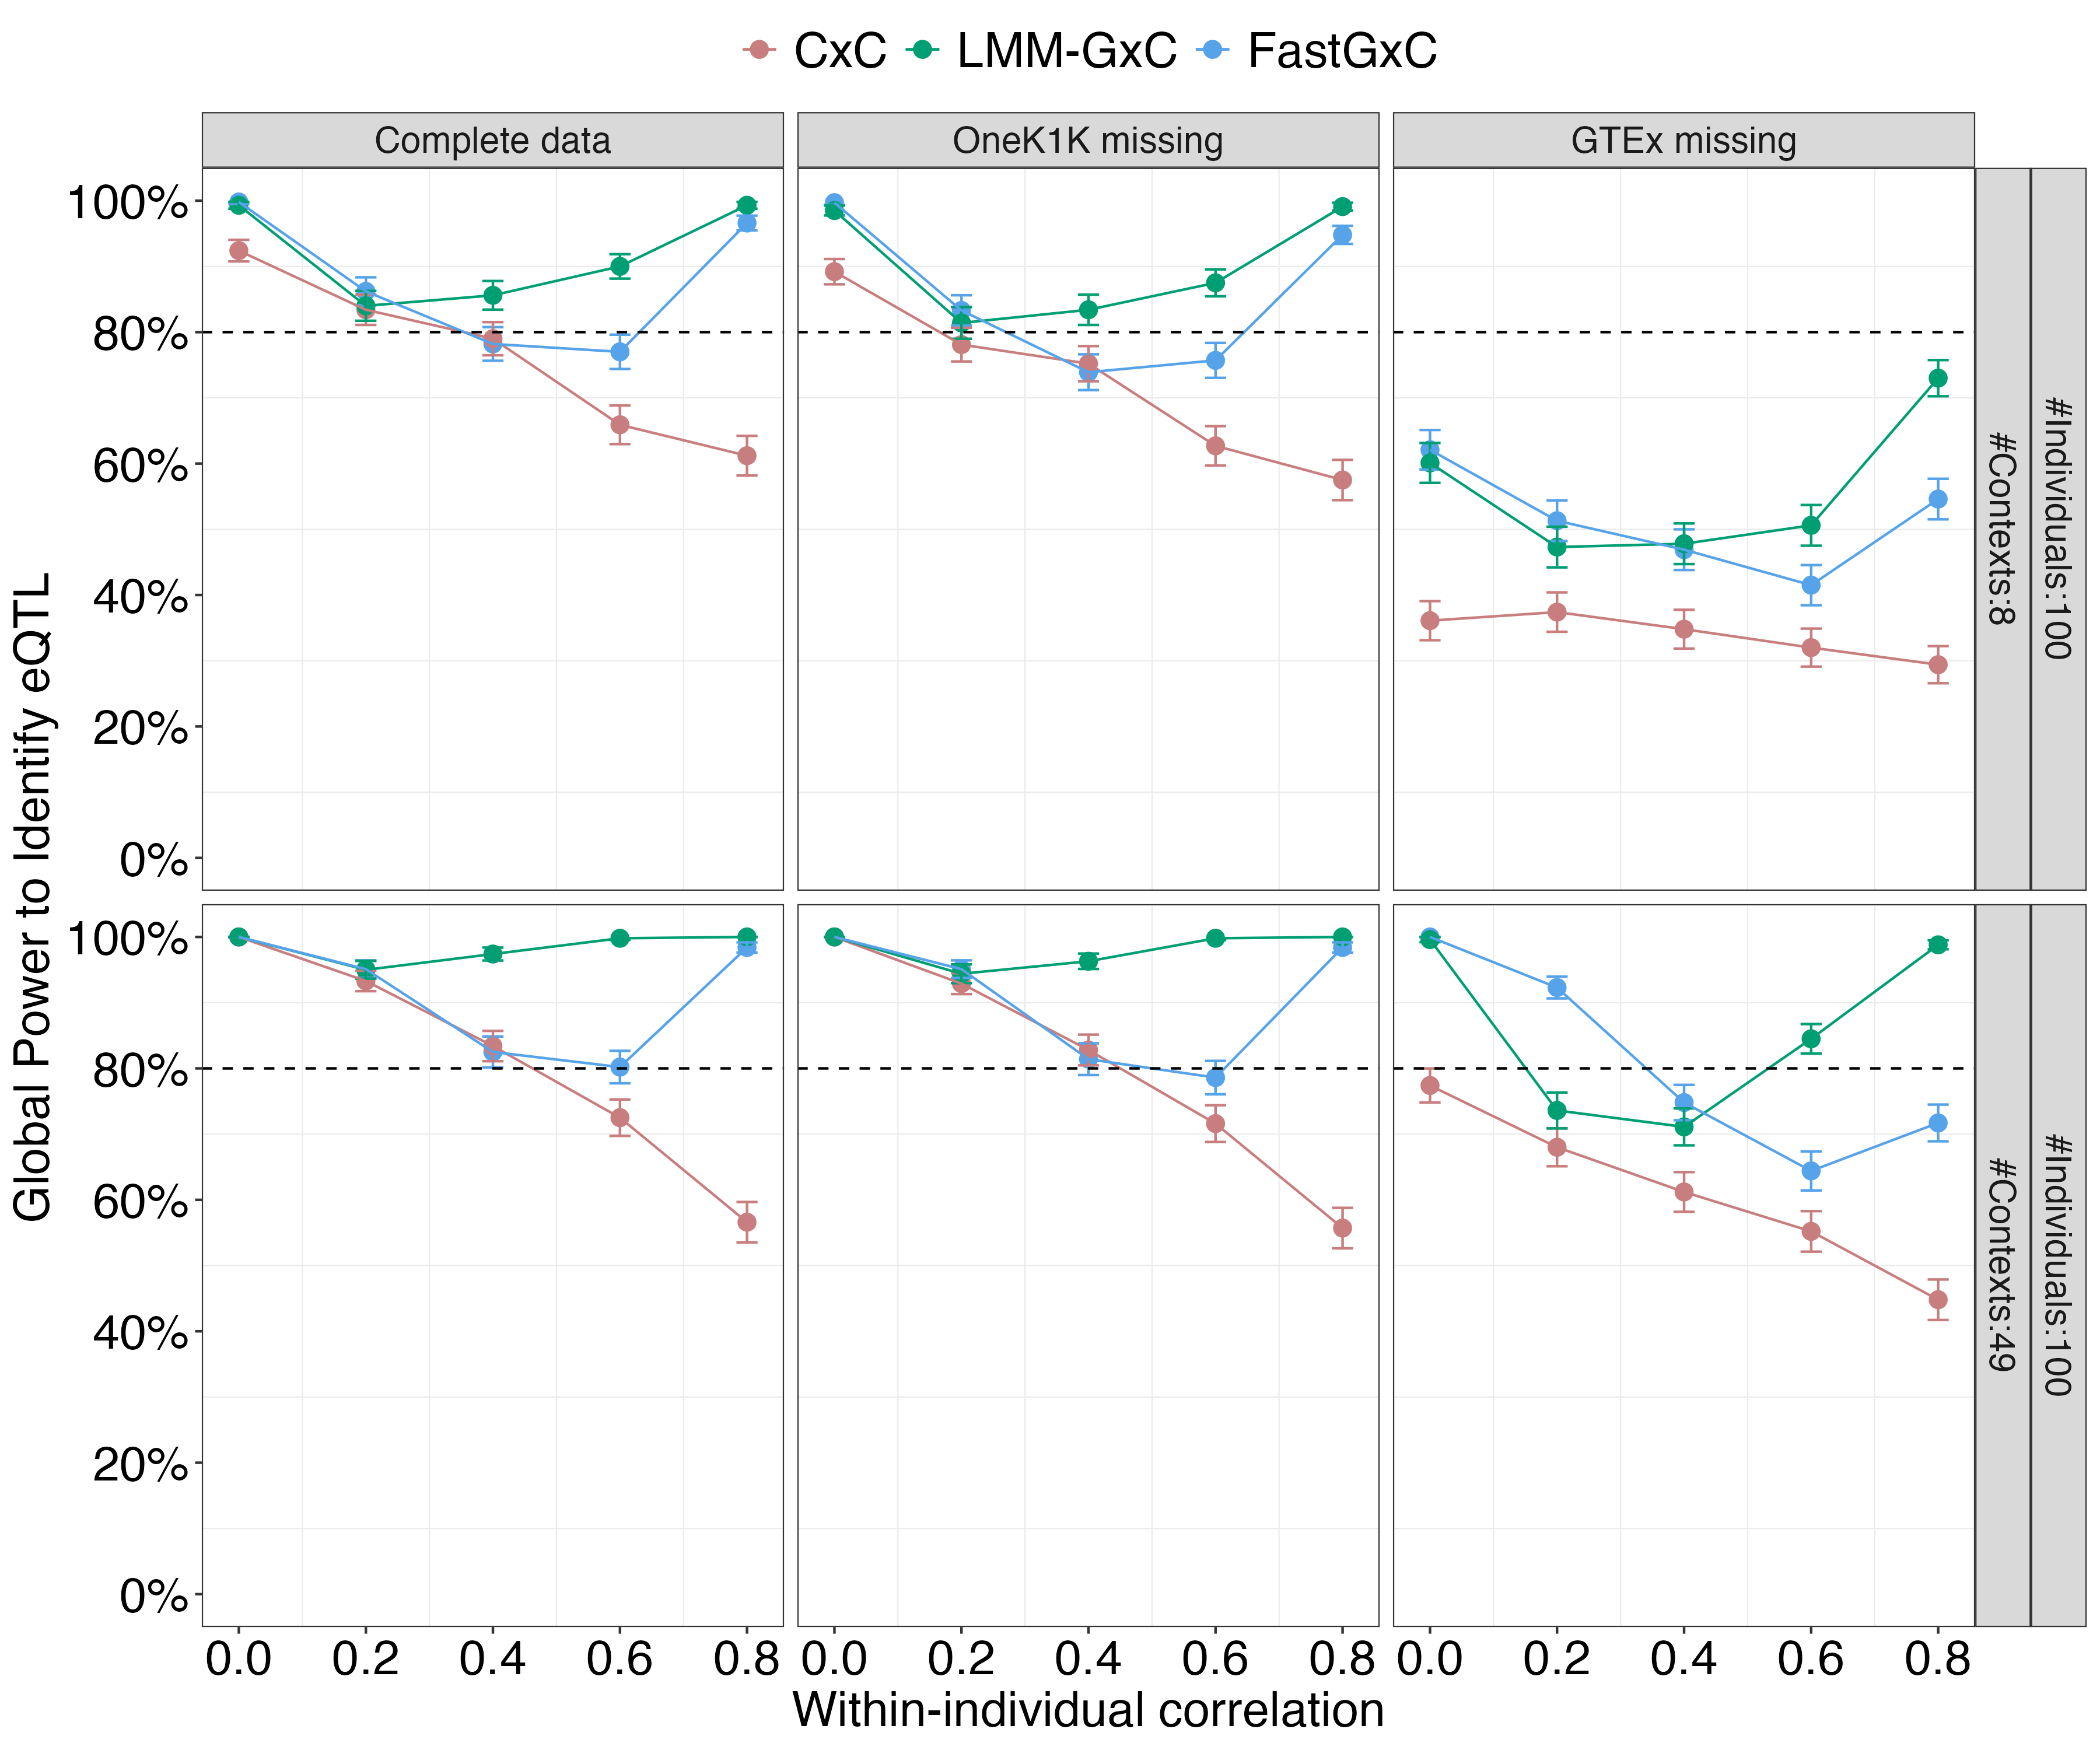 CxC LMM-GxC FastGxC
Complete data
OneK1K missing
GTEx missing
Global Power to Identify eQTL
100%
80%
60%
40%
20%
0%
#Contexts:8
#Individuals:100
100%
80%
60%
40%
20%
0%
#Contexts:49
#Individuals:100
0.0 0.2 0.4 0.6 0.8
0.0 0.2 0.4 0.6 0.8
0.0 0.2 0.4 0.6 0.8
Within-individual correlation